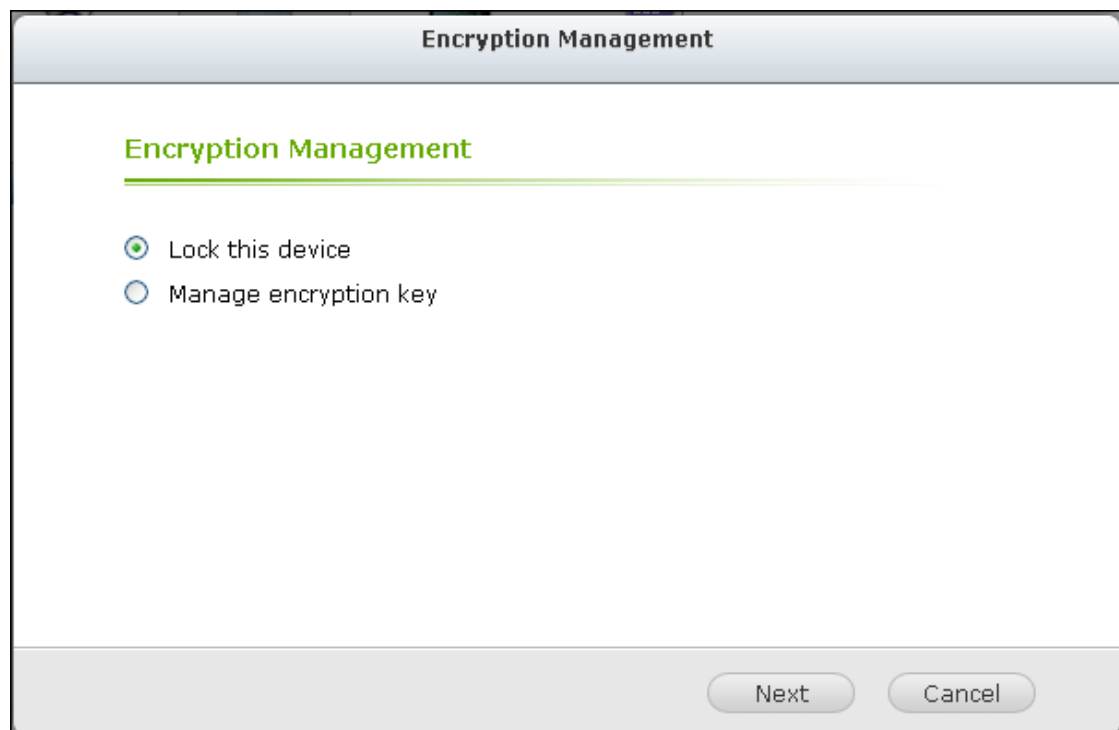 Encryption Management
Encryption Management
Lock this device
Manage encryption key
Next
Cancel